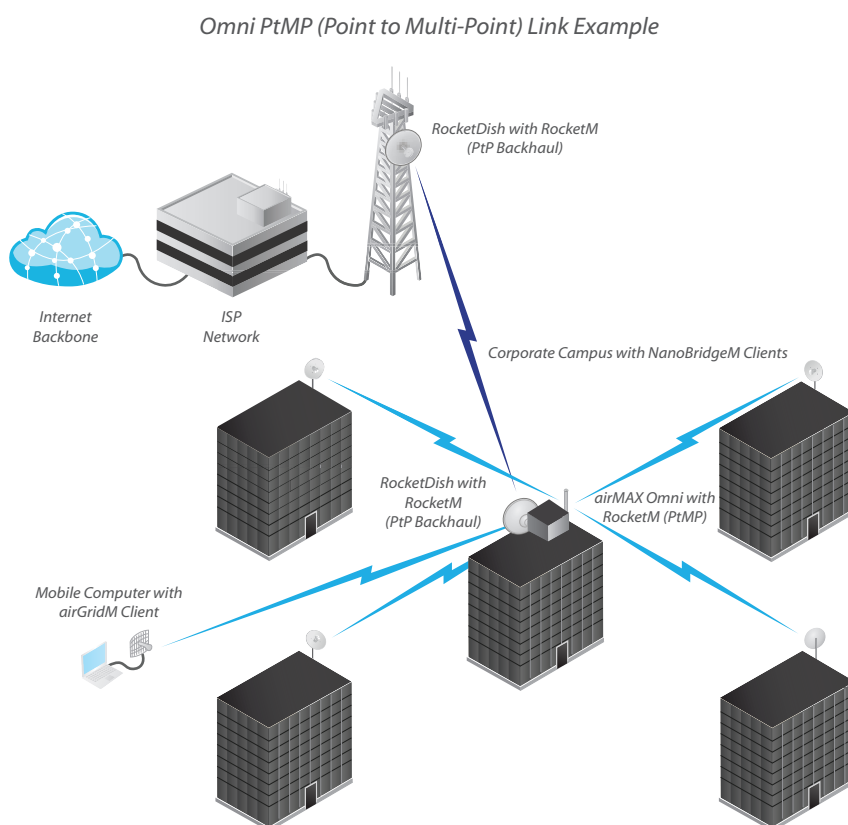 Omni PtMP (Point to Multi-Point) Link Example
RocketDish with RocketM
(PtP Backhaul)
Internet
Backbone
ISP
Network
Corporate Campus with NanoBridgeM Clients
RocketDish with
RocketM
(PtP Backhaul)
airMAX Omni with
RocketM (PtMP)
Mobile Computer with
airGridM Client